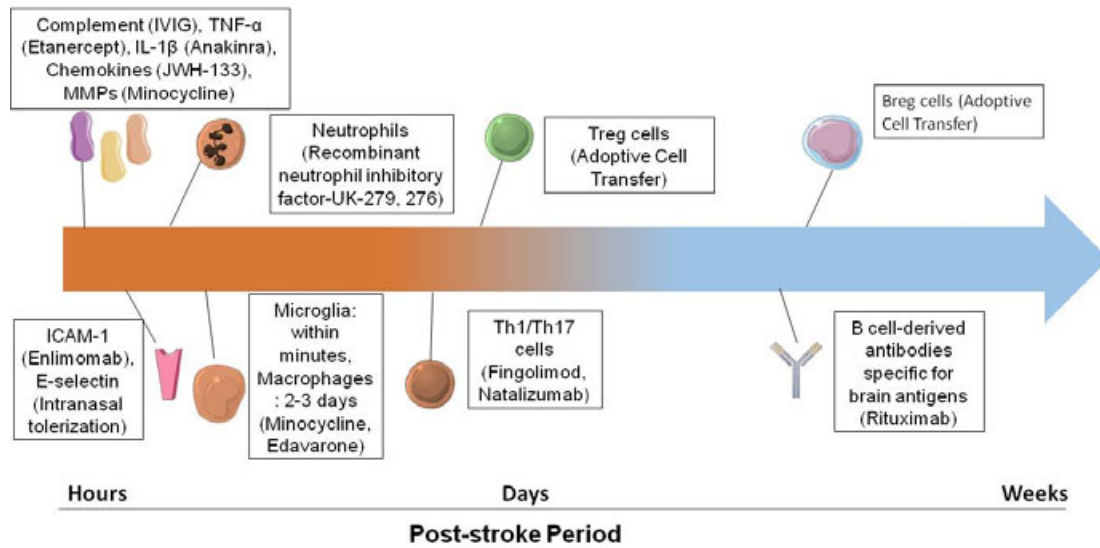 Complement (IVIG), TNF-α
(Etanercept), IL-1β (Anakinra),
Chemokines (JWH-133),
MMPs (Minocycline)
Neutrophils
(Recombinant
neutrophil inhibitory
factor-UK-279, 276)
Treg cells
(Adoptive Cell
Transfer)
Breg cells (Adoptive
Cell Transfer)
ICAM-1
(Enlimomab),
E-selectin
(Intranasal
tolerization)
Microglia:
within
minutes,
Macrophages
: 2-3 days
(Minocycline,
Edavarone)
Th1/Th17
cells
(Fingolimod,
Natalizumab)
B cell-derived
antibodies
specific for
brain antigens
(Rituximab)
Hours Days Weeks
Post-stroke Period